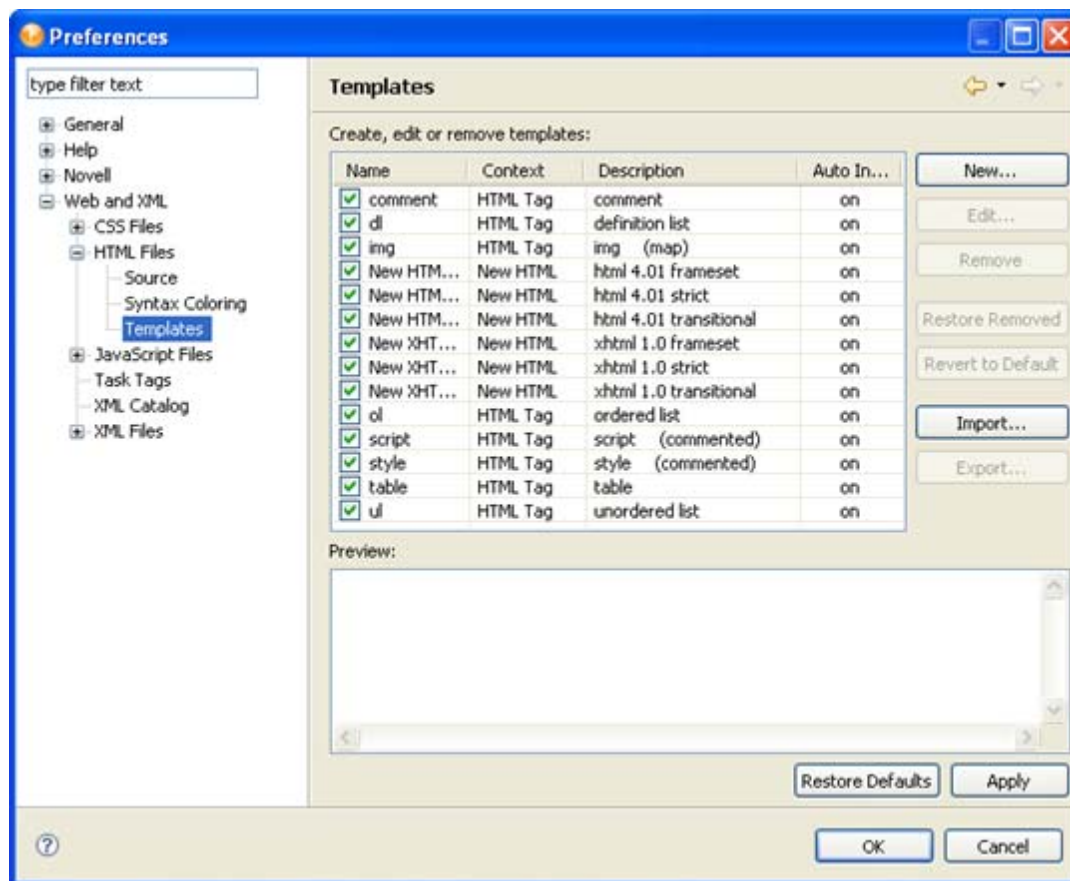 Preferences
type filter text
General
Help
Novell
Web and XML
CSS Files
HTML Files
Source
Syntax Coloring
Templates
JavaScript Files
Task Tags
XML Catalog
XML Files
Templates
Create, edit or remove templates:
Name Context Description Auto In...
comment HTML Tag comment on
dl HTML Tag definition list on
img HTML Tag img (map) on
New HTM... New HTML html 4.01 frameset on
New HTM... New HTML html 4.01 strict on
New HTM... New HTML html 4.01 transitional on
New XHT... New HTML xhtml 1.0 frameset on
New XHT... New HTML xhtml 1.0 strict on
New XHT... New HTML xhtml 1.0 transitional on
ol HTML Tag ordered list on
script HTML Tag script (commented) on
style HTML Tag style (commented) on
table HTML Tag table on
ul HTML Tag unordered list on
New...
Edit...
Remove
Restore Removed
Revert to Default
Import...
Export...
Preview:
Restore Defaults Apply
OK Cancel